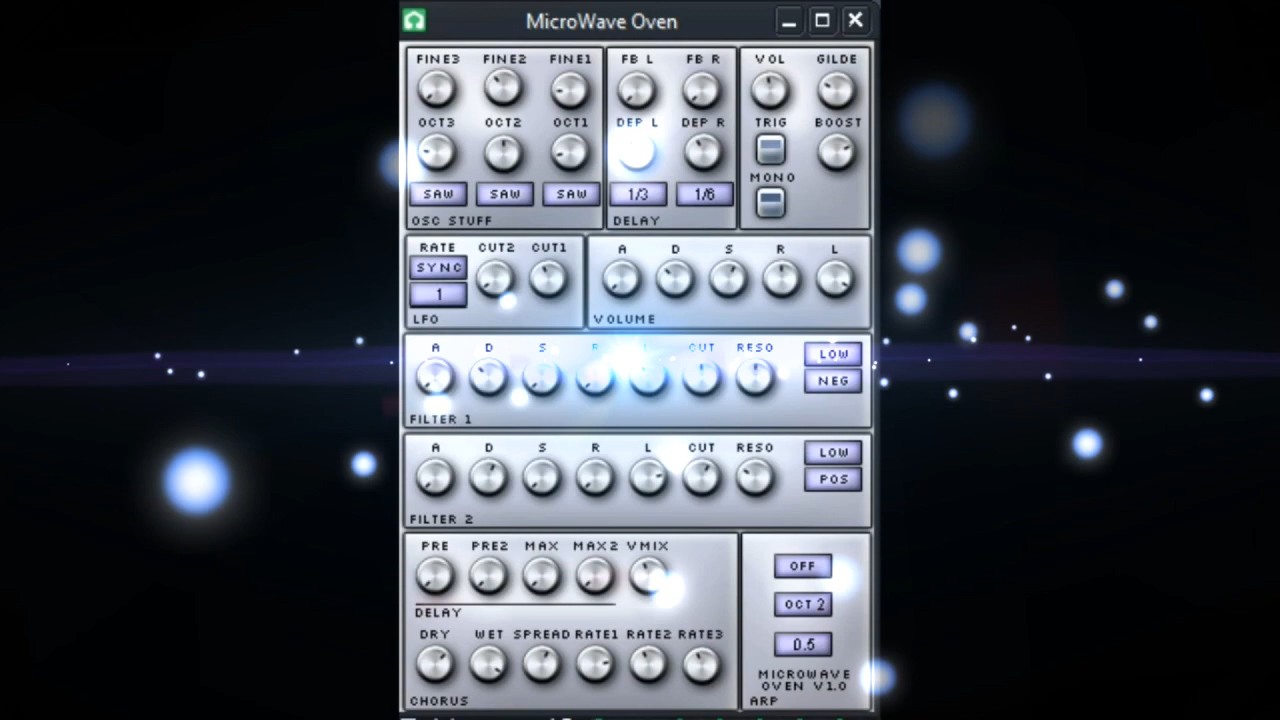 MicroWave Oven
FINE3 FINE2 FINE1
OCT3 OCT2 OCT1
SAW SAW SAW
OSC STUFF
FB L FB R
DEP L DEP R
1/3 1/6
DELAY
VOL GILDE
TRIG BOOST
MONO
RATE CUT2 CUT1
SYNC
1
LFO
A D S R L
VOLUME
A D S R L CUT RESO
LOW
NEG
FILTER 1
A D S R L CUT RESO
LOW
POS
FILTER 2
PRE PRE2 MAX MAX2 VMIX
DELAY
DRY WET SPREAD RATE1 RATE2 RATE3
CHORUS
OFF
OCT 2
0.5
MICROWAVE
OVEN V1.0
ARP